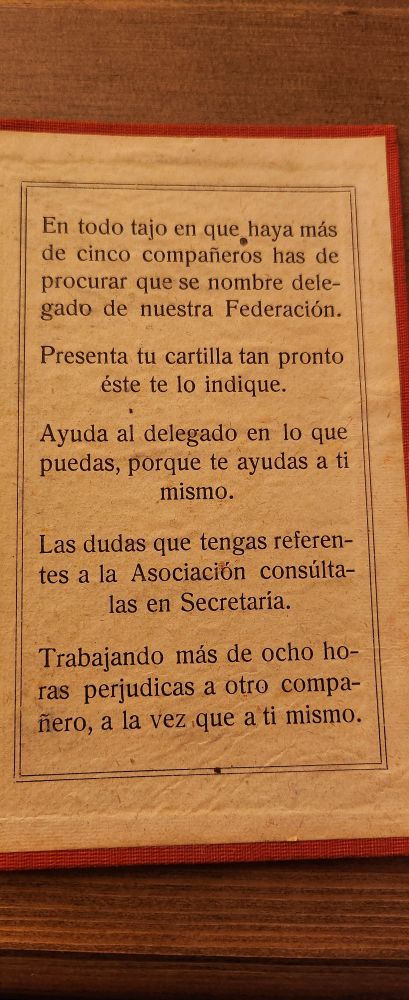 En todo tajo en que haya más
de cinco compañeros has de
procurar que se nombre dele-
gado de nuestra Federación.
Presenta tu cartilla tan pronto
éste te lo indique.
Ayuda al delegado en lo que
puedas, porque te ayudas a ti
mismo.
Las dudas que tengas referen-
tes a la Asociación consúlta-
las en Secretaría.
Trabajando más de ocho ho-
ras perjudicas a otro compa-
ñero, a la vez que a ti mismo.